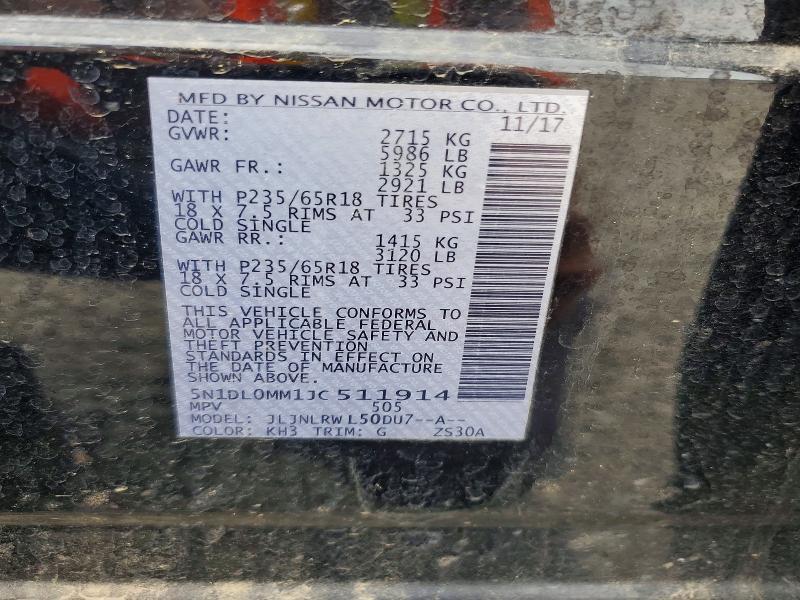 MFD BY NISSAN MOTOR CO., LTD.
DATE: 11/17
GVWR: 2715 KG
5986 LB
GAWR FR.: 1325 KG
2921 LB
WITH P235/65R18 TIRES
18 X 7.5 RIMS AT 33 PSI
COLD SINGLE
GAWR RR.: 1415 KG
3120 LB
WITH P235/65R18 TIRES
18 X 7.5 RIMS AT 33 PSI
COLD SINGLE
THIS VEHICLE CONFORMS TO
ALL APPLICABLE FEDERAL
MOTOR VEHICLE SAFETY AND
THEFT PREVENTION
STANDARDS IN EFFECT ON
THE DATE OF MANUFACTURE
SHOWN ABOVE.
5N1DL0MM1JC511914
MPV 505
MODEL: JLJNLRWL50DU7--A--
COLOR: KH3 TRIM: G ZS30A